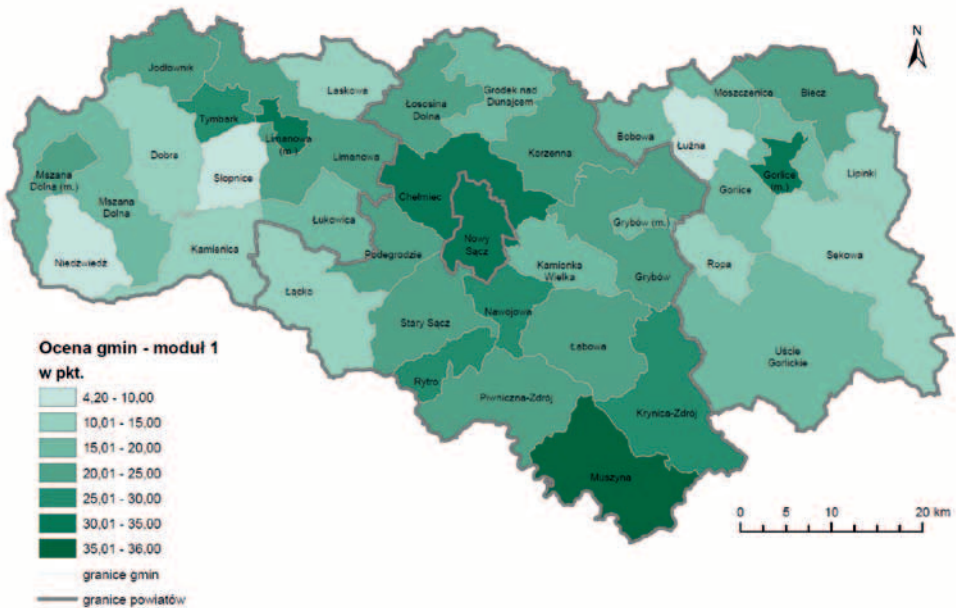 N
Jodłownik
Laskowa
Tymbark
Limanowa
(m.)
Łososina
Dolna
Gródek nad
Dunajcem
Moszczenica
Biecz
Bobowa
Łużna
Dobra
Limanowa
Korzenna
Mszana
Dolna (m.)
Słopnice
Gorlice
(m.)
Lipinki
Chełmiec
Gorlice
Mszana
Dolna
Łukowica
Grybów (m.)
Nowy
Sącz
Kamienica
Podegrodzie
Kamionka
Wielka
Sękowa
Niedźwiedź
Ropa
Grybów
Łącko
Nawojowa
Stary Sącz
Łabowa
Uście
Gorlickie
Rytro
Piwniczna-Zdrój
Krynica-Zdrój
Muszyna
Ocena gmin - moduł 1
w pkt.
4,20 - 10,00
10,01 - 15,00
15,01 - 20,00
20,01 - 25,00
25,01 - 30,00
30,01 - 35,00
35,01 - 36,00
granice gmin
granice powiatów
0 5 10 20 km